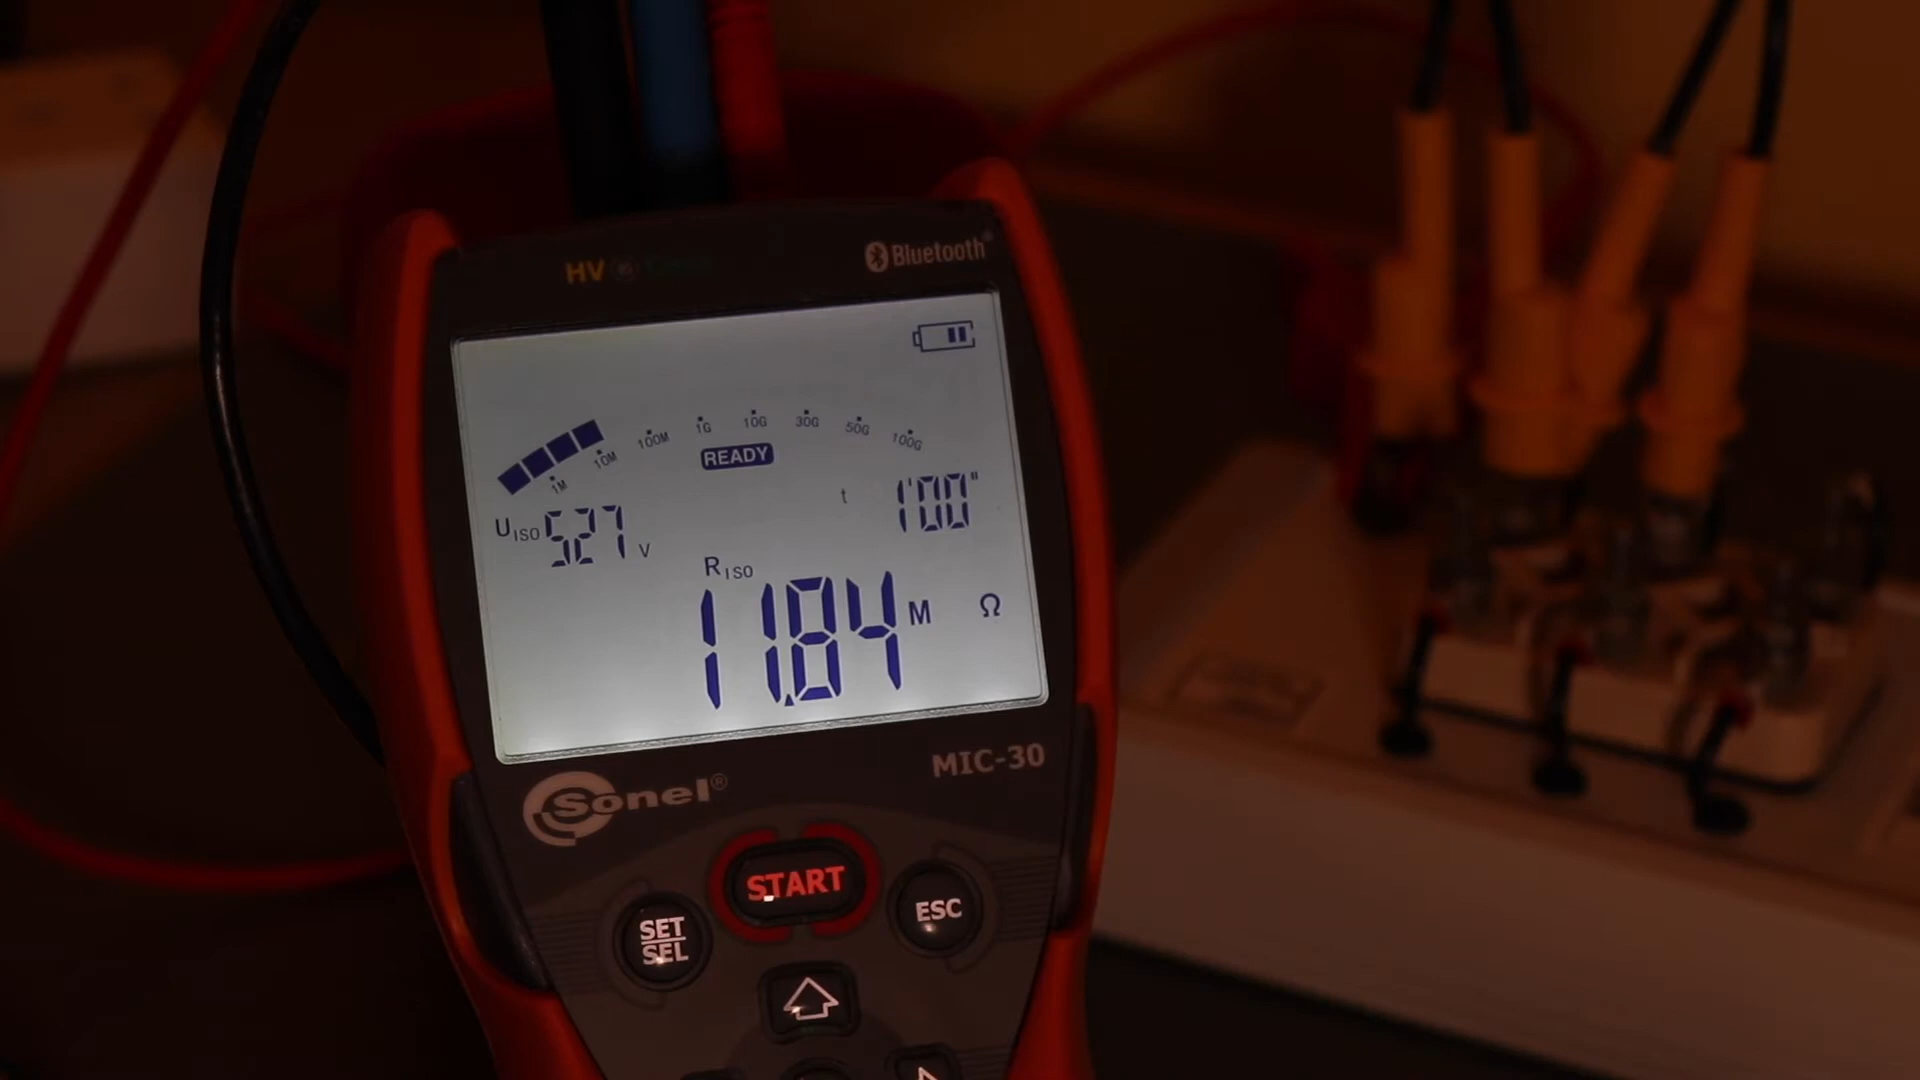 HV
Bluetooth®
1M 10M 100M 1G 10G 30G 50G 100G
READY
UISO 527 V
t 1'00"
RISO
11.84 M Ω
Sonel®
MIC-30
START
SET
SEL
ESC